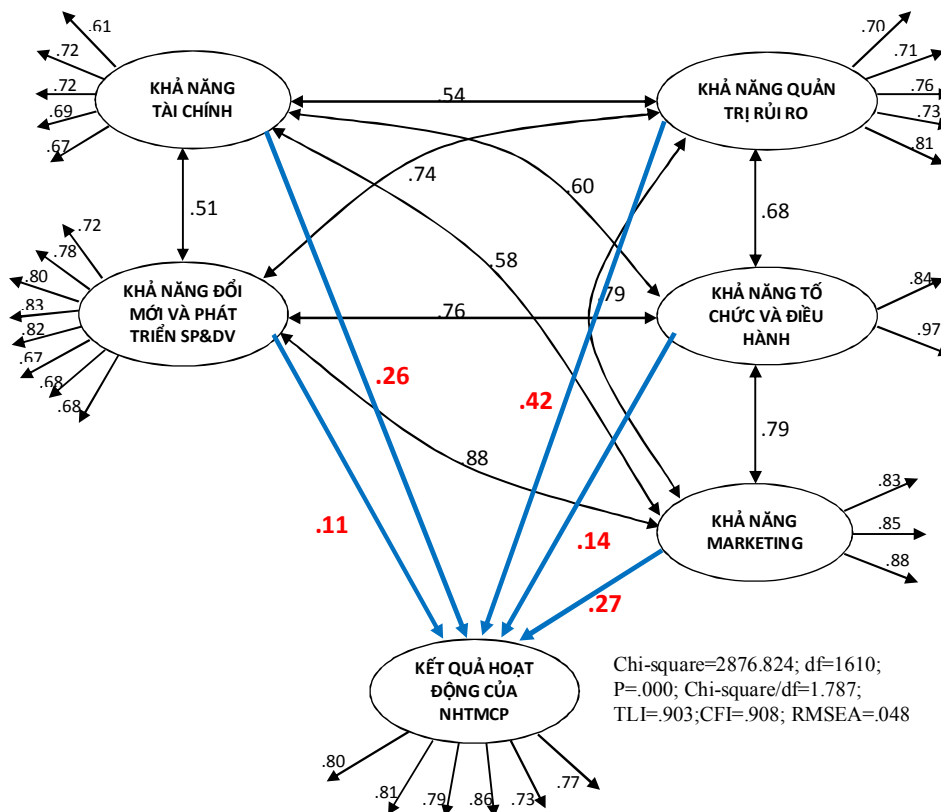 .61
.72
.72
.69
.67
KHẢ NĂNG
TÀI CHÍNH
.54
KHẢ NĂNG QUẢN
TRỊ RỦI RO
.70
.71
.76
.73
.81
.74
.60
.51
.68
.58
.79
.72
.78
.80
.83
.82
.67
.68
.68
KHẢ NĂNG ĐỔI
MỚI VÀ PHÁT
TRIỂN SP&DV
.76
KHẢ NĂNG TỐ
CHỨC VÀ ĐIỀU
HÀNH
.84
.97
.26
.42
.79
.88
.11
.14
.27
KHẢ NĂNG
MARKETING
.83
.85
.88
KẾT QUẢ HOẠT
ĐỘNG CỦA
NHTMCP
.80
.81
.79
.86
.73
.77
Chi-square=2876.824; df=1610;
P=.000; Chi-square/df=1.787;
TLI=.903;CFI=.908; RMSEA=.048